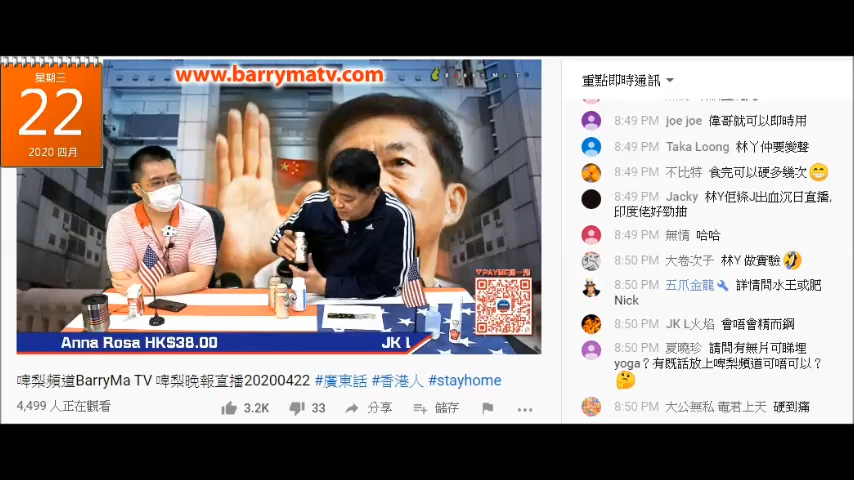 星期三
22
2020 四月
www.barrymatv.com
BARRYMATV
PAYME
Anna Rosa HK$38.00
JK L
啤梨頻道BarryMa TV 啤梨晚報直播20200422 #廣東話 #香港人 #stayhome
4,499 人正在觀看
3.2K
33
分享
儲存
重點即時通訊
8:49 PM joe joe 偉哥就可以即時用
8:49 PM Taka Loong 林丫仲要變聲
8:49 PM 不比特 食完可以硬多幾次😁
8:49 PM Jacky 林Y佢條J出血沉日直播,
印度佬好勁抽
8:49 PM 無情 哈哈
8:50 PM 大卷次子 林Y 做實驗🤣
8:50 PM 五爪金龍 詳情問水王或肥
Nick
8:50 PM JK L火焰 會唔會精而鋼
8:50 PM 夏曉珍 請問有無片可睇埋
yoga？有既話放上啤梨頻道可唔可以？
🤔
8:50 PM 大公無私 竈君上天 硬到痛